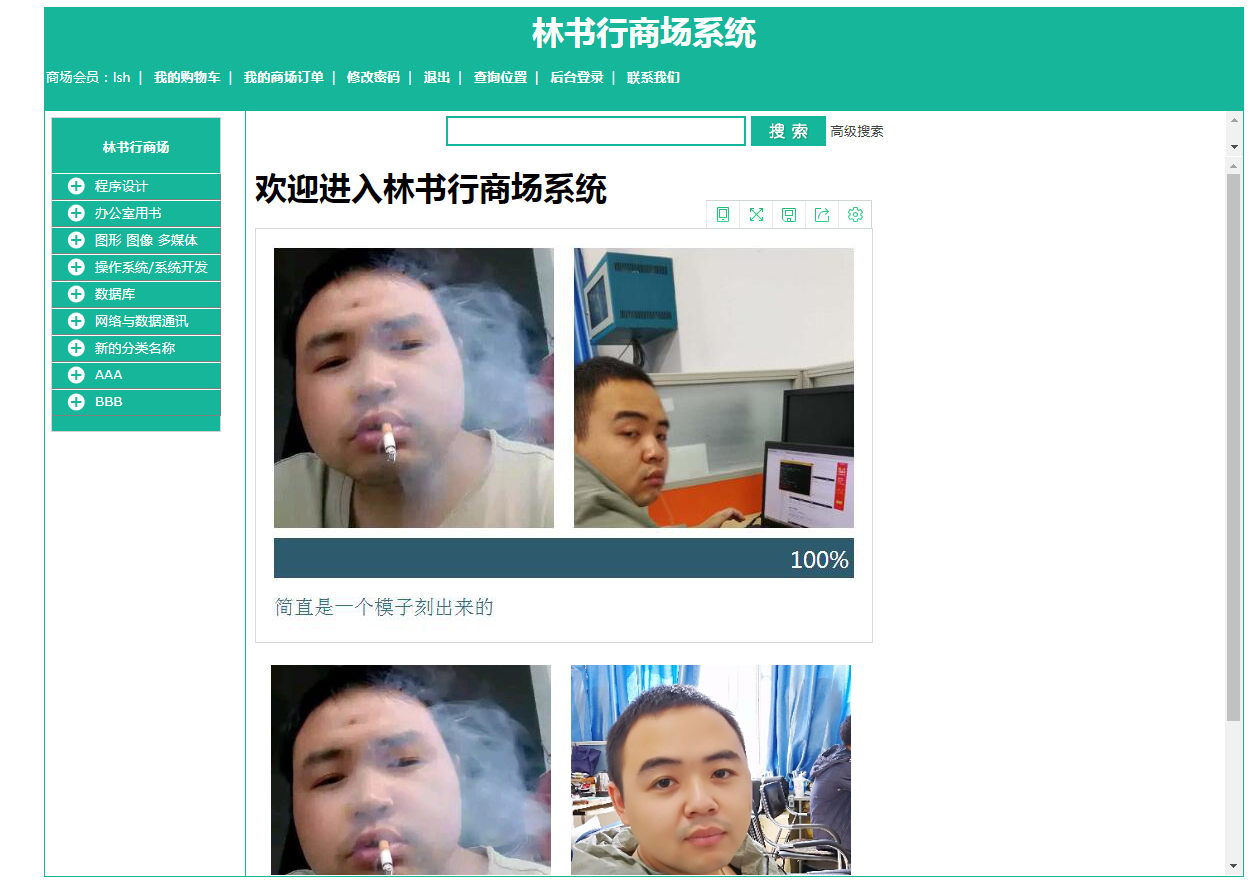 林书行商场系统
商场会员：lsh | 我的购物车 | 我的商场订单 | 修改密码 | 退出 | 查询位置 | 后台登录 | 联系我们
林书行商场
程序设计
办公室用书
图形 图像 多媒体
操作系统/系统开发
数据库
网络与数据通讯
新的分类名称
AAA
BBB
搜 索 高级搜索
欢迎进入林书行商场系统
100%
简直是一个模子刻出来的